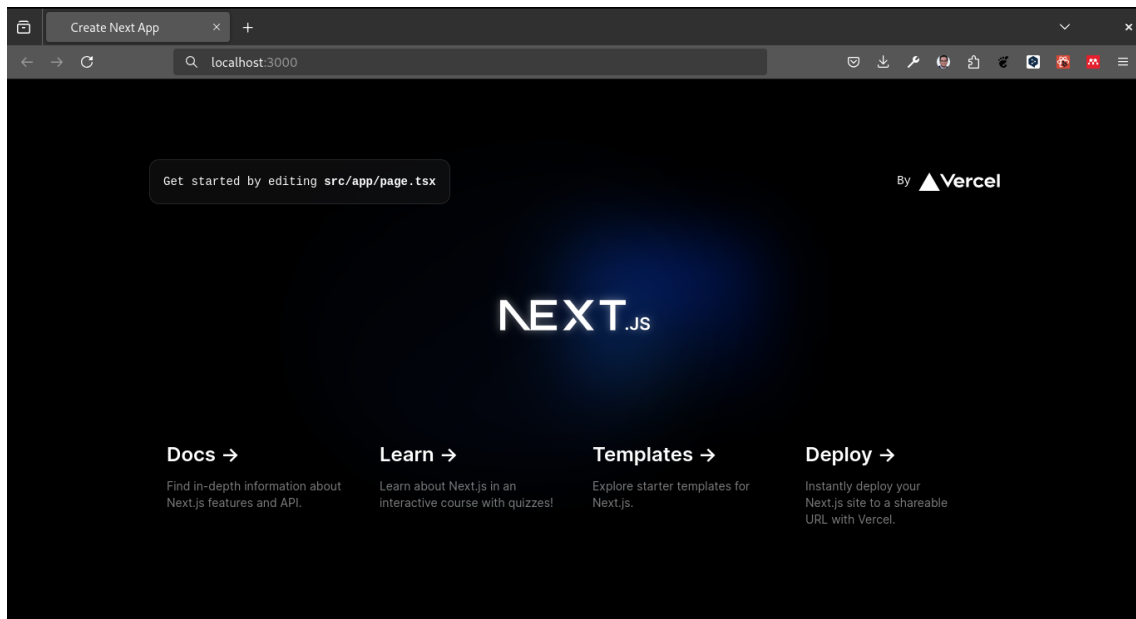 Create Next App
localhost:3000
Get started by editing src/app/page.tsx
By Vercel
NEXT.JS
Docs →
Find in-depth information about
Next.js features and API.
Learn →
Learn about Next.js in an
interactive course with quizzes!
Templates →
Explore starter templates for
Next.js.
Deploy →
Instantly deploy your
Next.js site to a shareable
URL with Vercel.